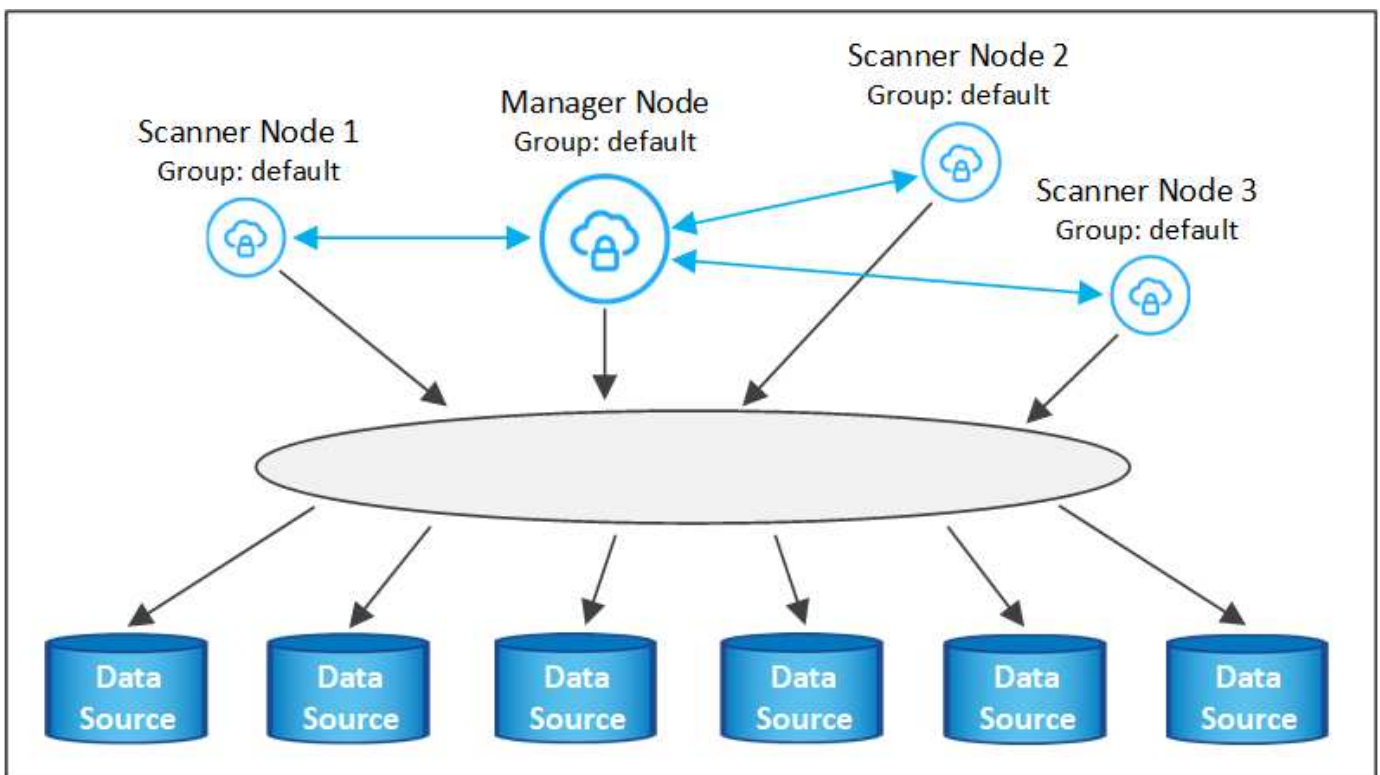 Scanner Node 1
Group: default
Manager Node
Group: default
Scanner Node 2
Group: default
Scanner Node 3
Group: default
Data
Source
Data
Source
Data
Source
Data
Source
Data
Source
Data
Source